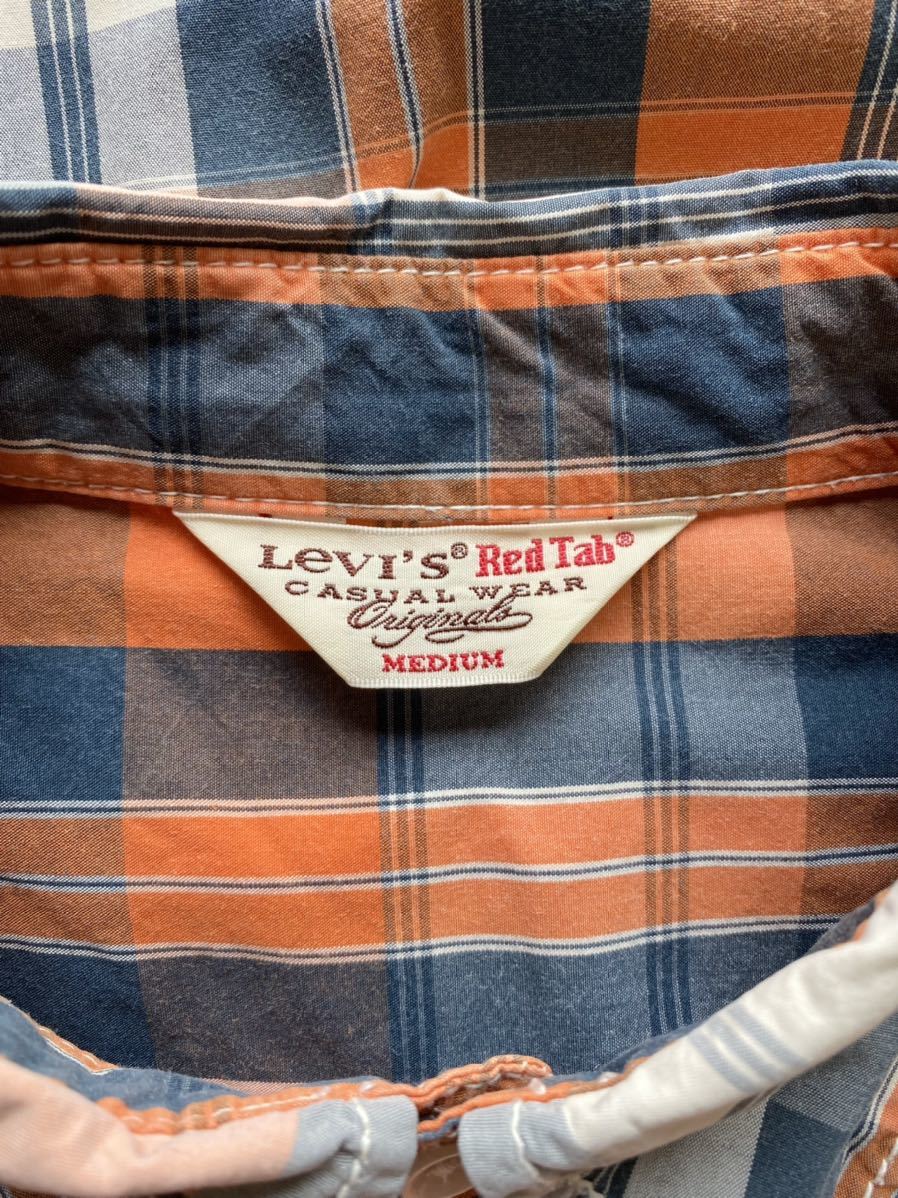 LEVI'S® Red Tab®
CASUAL WEAR
Originals
MEDIUM